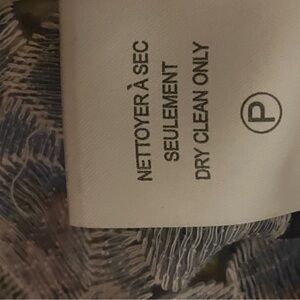 NETTOYER À SEC
SEULEMENT
DRY CLEAN ONLY
P